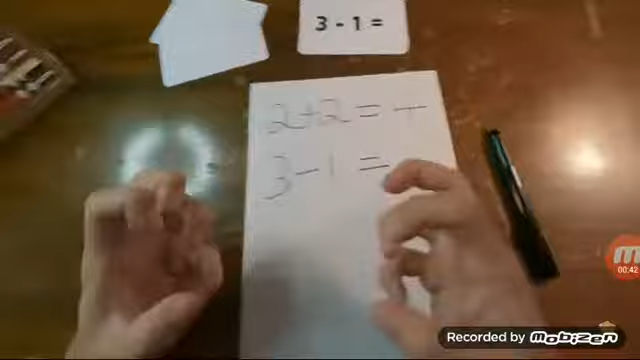 3 - 1 =
2+2=4
3-1=
00:42
Recorded by mobizen